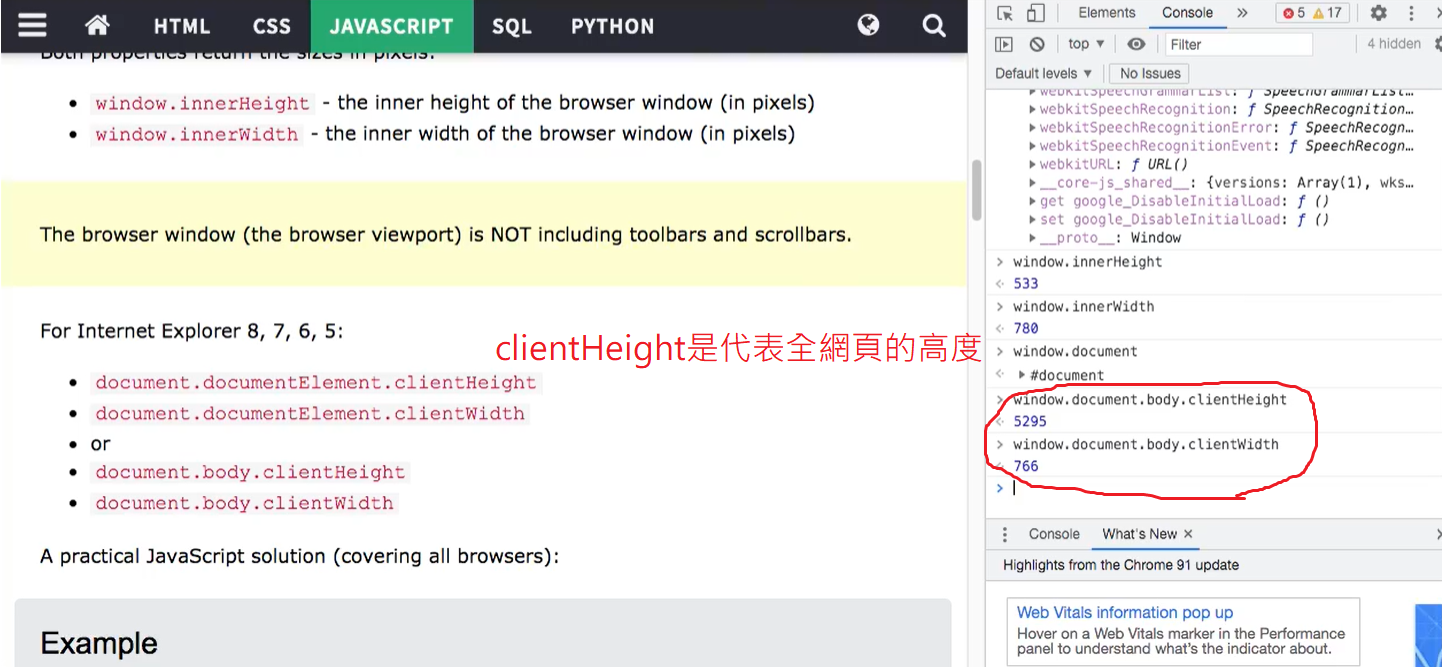 HTML CSS JAVASCRIPT SQL PYTHON
Both properties return the sizes in pixels:
window.innerHeight - the inner height of the browser window (in pixels)
window.innerWidth - the inner width of the browser window (in pixels)
The browser window (the browser viewport) is NOT including toolbars and scrollbars.
For Internet Explorer 8, 7, 6, 5:
clientHeight是代表全網頁的高度
document.documentElement.clientHeight
document.documentElement.clientWidth
or
document.body.clientHeight
document.body.clientWidth
A practical JavaScript solution (covering all browsers):
Example
Elements Console » 5 17
top ▼ Filter 4 hidden
Default levels ▼ No Issues
webkitSpeechGrammarList: ƒ SpeechGrammarList…
webkitSpeechRecognition: ƒ SpeechRecognition…
webkitSpeechRecognitionError: ƒ SpeechRecogn…
webkitSpeechRecognitionEvent: ƒ SpeechRecogn…
webkitURL: ƒ URL()
__core-js_shared__: {versions: Array(1), wks…
get google_DisableInitialLoad: ƒ ()
set google_DisableInitialLoad: ƒ ()
__proto__: Window
window.innerHeight
533
window.innerWidth
780
window.document
#document
window.document.body.clientHeight
5295
window.document.body.clientWidth
766
Console What's New ×
Highlights from the Chrome 91 update
Web Vitals information pop up
Hover on a Web Vitals marker in the Performance
panel to understand what's the indicator about.